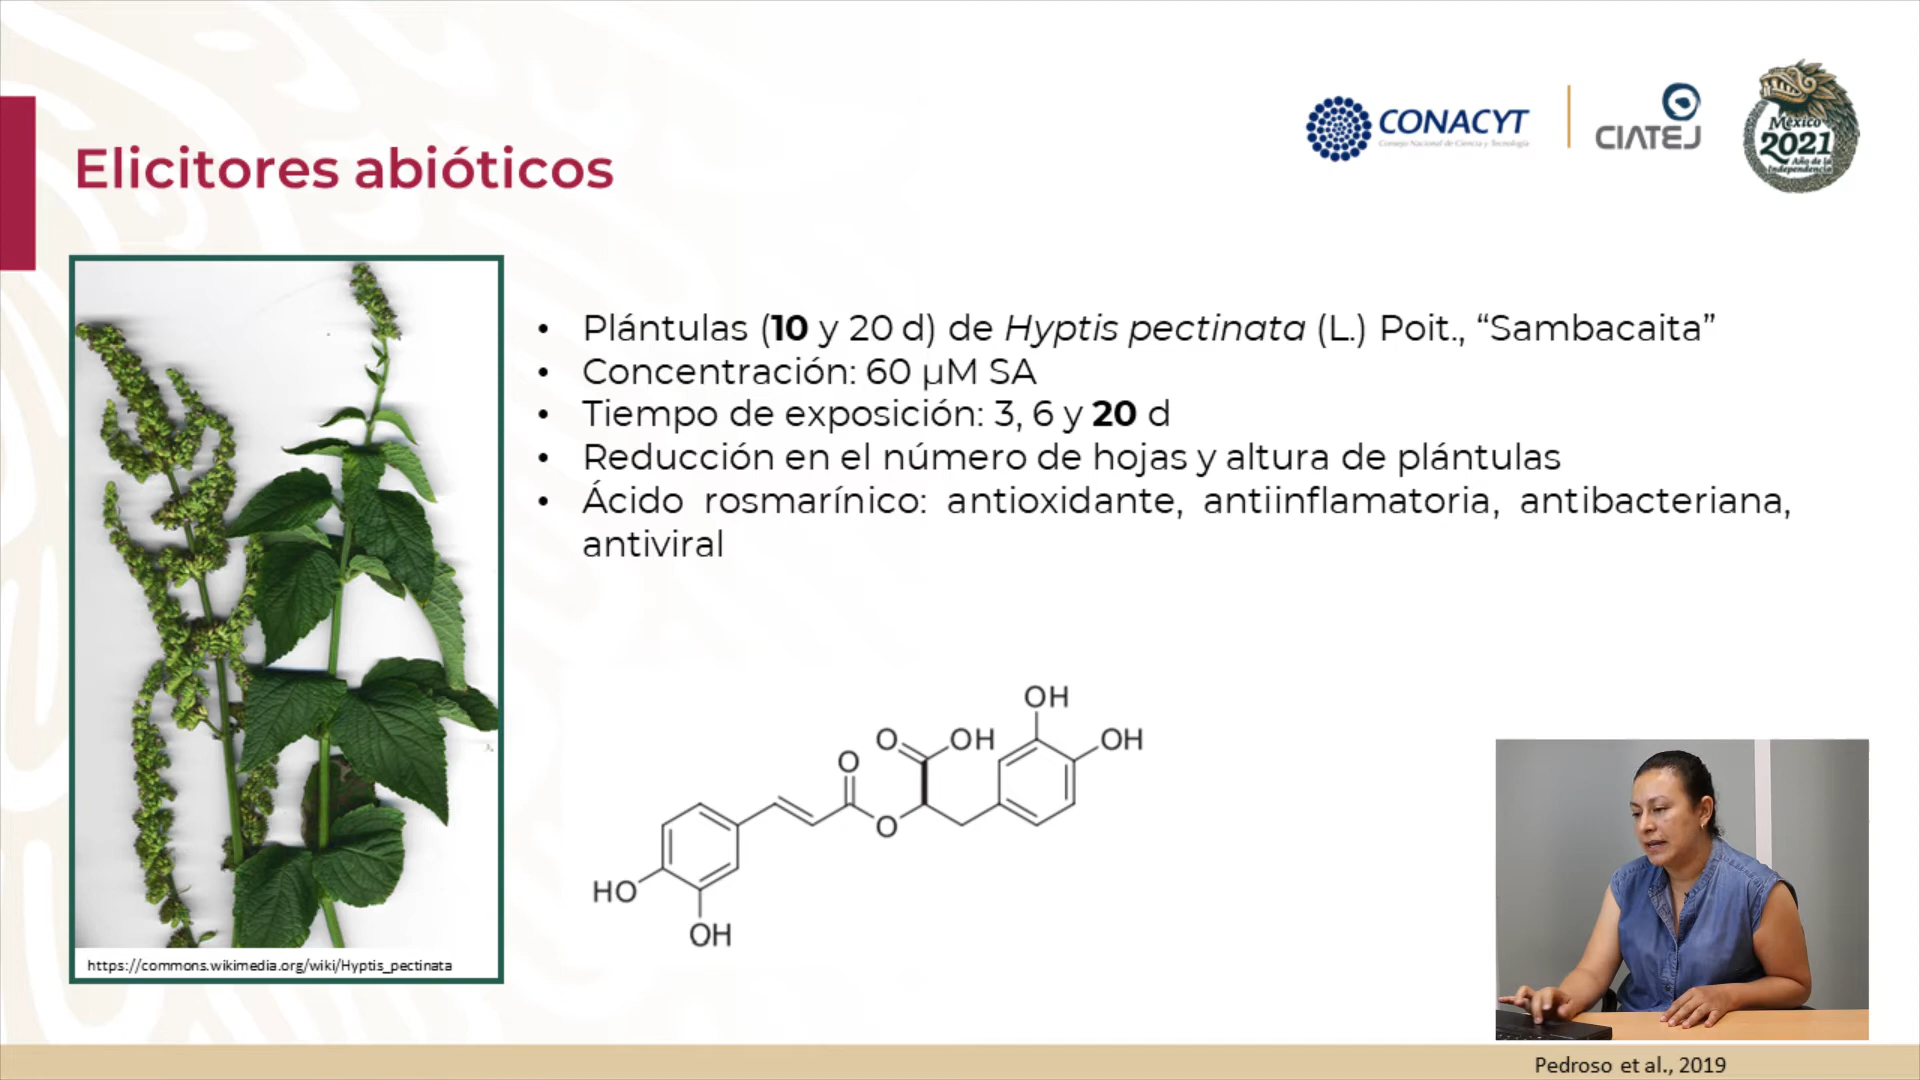 CONACYT
Consejo Nacional de Ciencia y Tecnología
CIATEJ
México
2021
Año de la
Independencia
Elicitores abióticos
• Plántulas (10 y 20 d) de Hyptis pectinata (L.) Poit., “Sambacaita”
• Concentración: 60 µM SA
• Tiempo de exposición: 3, 6 y 20 d
• Reducción en el número de hojas y altura de plántulas
• Ácido rosmarínico: antioxidante, antiinflamatoria, antibacteriana,
antiviral
OH
O OH OH
O
O
HO
OH
https://commons.wikimedia.org/wiki/Hyptis_pectinata
Pedroso et al., 2019